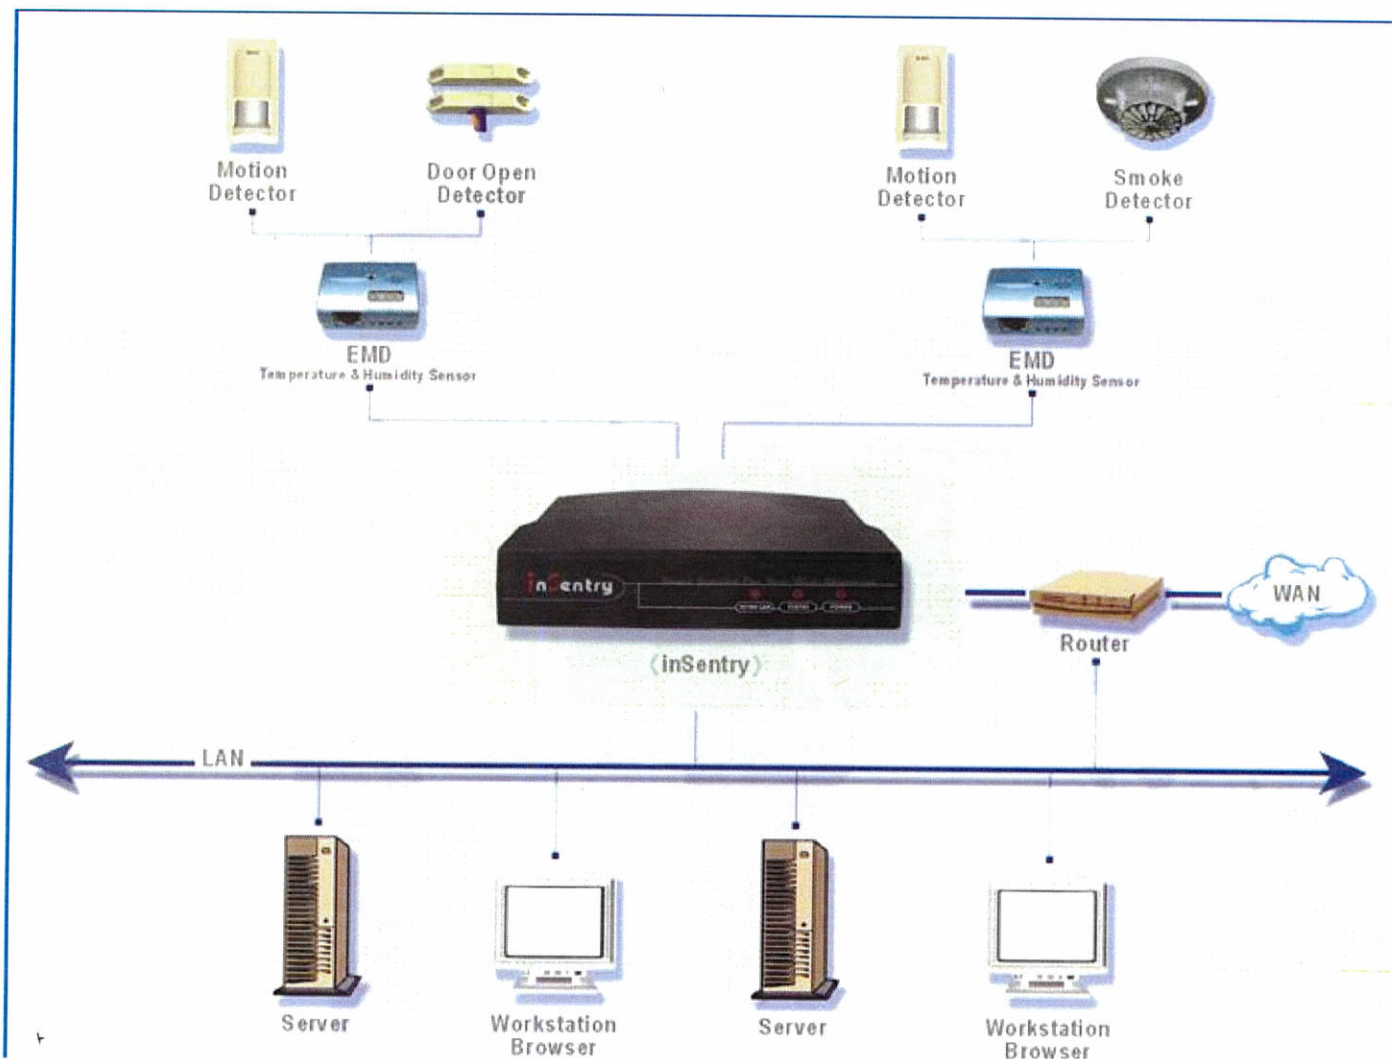 Motion
Detector
Door Open
Detector
Motion
Detector
Smoke
Detector
EMD
Temperature & Humidity Sensor
EMD
Temperature & Humidity Sensor
inSentry
POWER
(inSentry)
Router
WAN
LAN
Server
Workstation
Browser
Server
Workstation
Browser